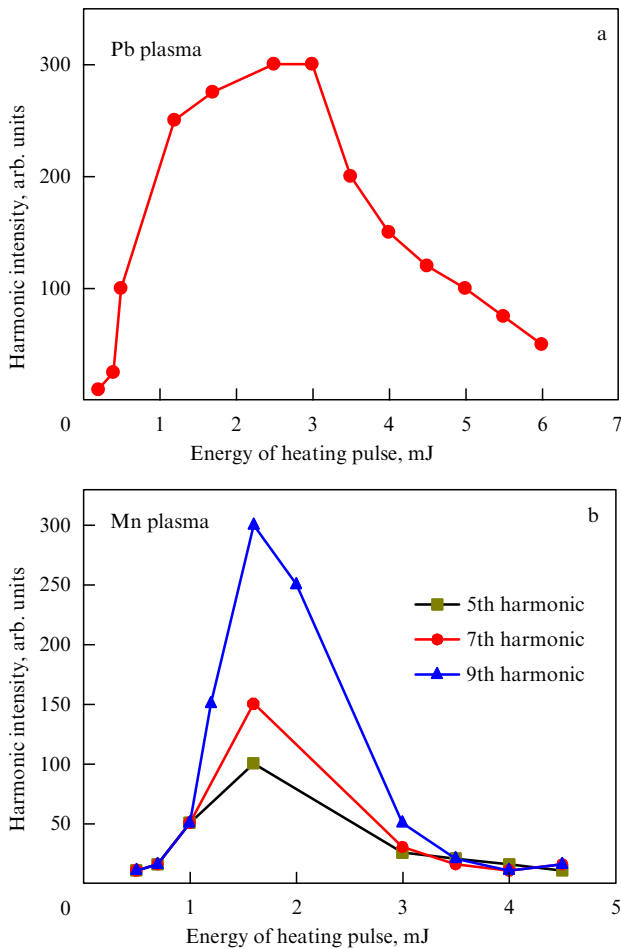 Pb plasma
a
Harmonic intensity, arb. units
300
200
100
0
1
2
3
4
5
6
7
Energy of heating pulse, mJ
Mn plasma
b
Harmonic intensity, arb. units
300
250
150
100
50
0
1
2
3
4
5
5th harmonic
7th harmonic
9th harmonic
Energy of heating pulse, mJ